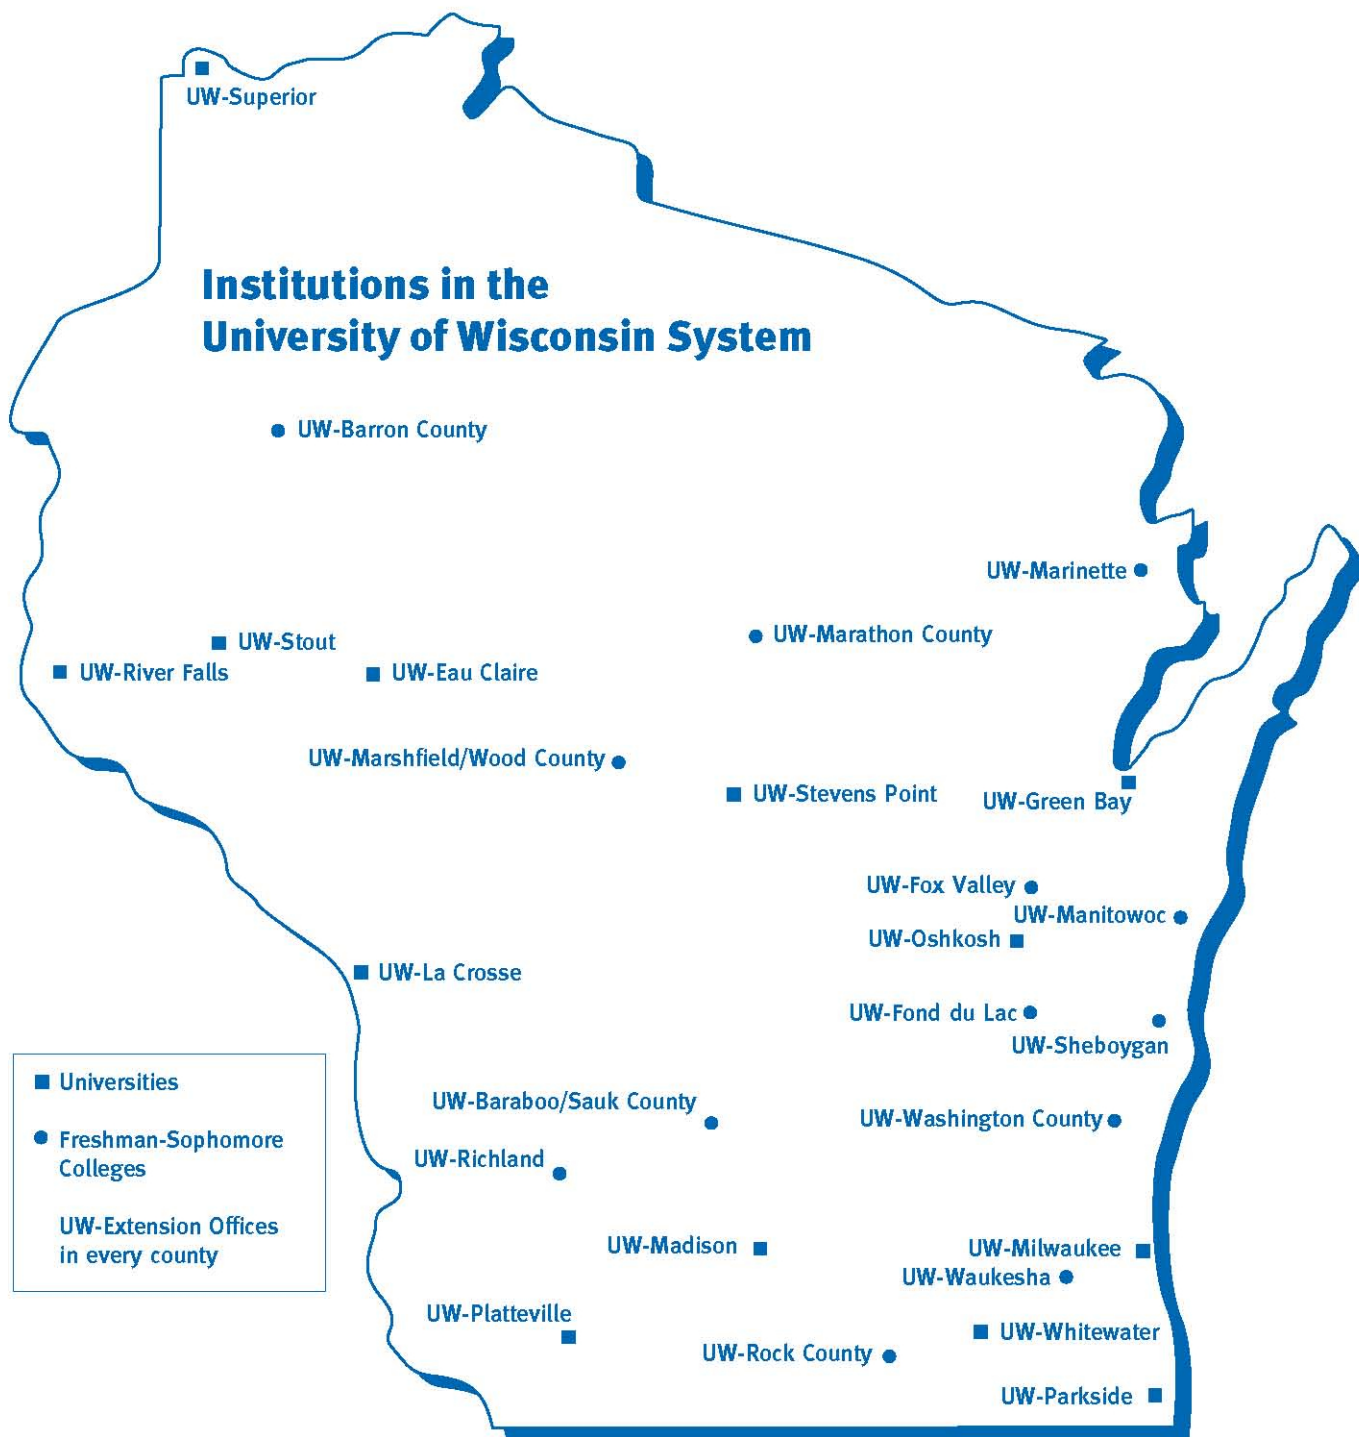 UW-Superior
Institutions in the
University of Wisconsin System
UW-Barron County
UW-Marinette
UW-Marathon County
UW-Stout
UW-River Falls
UW-Eau Claire
UW-Marshfield/Wood County
UW-Stevens Point
UW-Green Bay
UW-Fox Valley
UW-Manitowoc
UW-Oshkosh
UW-La Crosse
UW-Fond du Lac
UW-Sheboygan
Universities
Freshman-Sophomore
Colleges
UW-Extension Offices
in every county
UW-Baraboo/Sauk County
UW-Washington County
UW-Richland
UW-Madison
UW-Milwaukee
UW-Waukesha
UW-Platteville
UW-Whitewater
UW-Rock County
UW-Parkside